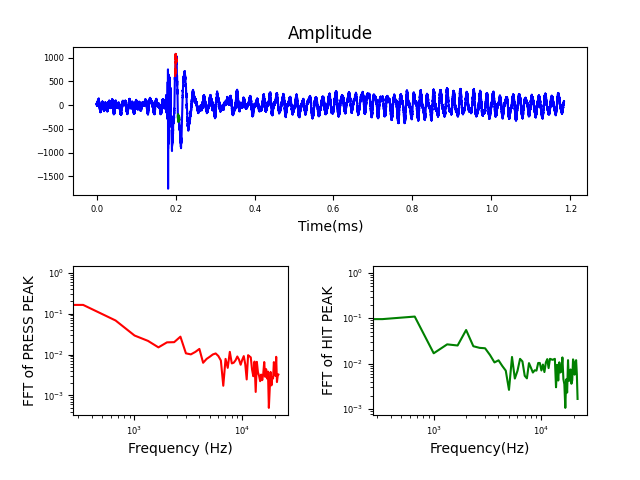 Amplitude
1000
500
0
−500
−1000
−1500
0.0 0.2 0.4 0.6 0.8 1.0 1.2
Time(ms)
FFT of PRESS PEAK
10⁰
10⁻¹
10⁻²
10⁻³
10³ 10⁴
Frequency (Hz)
FFT of HIT PEAK
10⁰
10⁻¹
10⁻²
10⁻³
10³ 10⁴
Frequency(Hz)